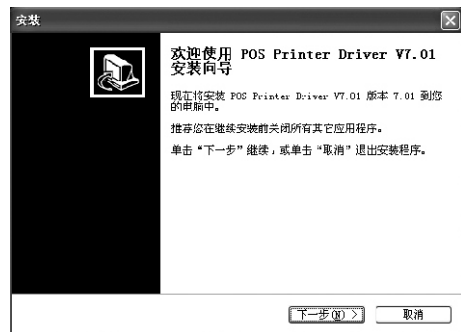 安装
欢迎使用 POS Printer Driver V7.01
安装向导
现在将安装 POS Printer Driver V7.01 版本 7.01 到您
的电脑中。
推荐您在继续安装前关闭所有其它应用程序。
单击“下一步”继续，或单击“取消”退出安装程序。
下一步(N) >
取消